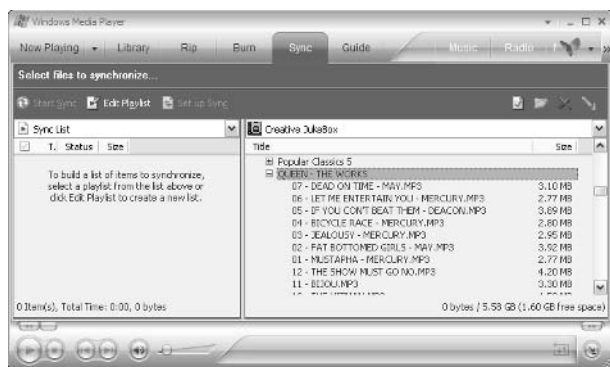 Windows Media Player
Now Playing Library Rip Burn Sync Guide Music Radio
Select files to synchronize...
Start Sync Edit Playlist Set up Sync
Sync List Creative JukeBox
T. Status Size Title Size
Popular Classics 5
QUEEN - THE WORKS
To build a list of items to synchronize,
select a playlist from the list above or
click Edit Playlist to create a new list.
07 - DEAD ON TIME - MAY.MP3 3.10 MB
06 - LET ME ENTERTAIN YOU - MERCURY.MP3 2.77 MB
05 - IF YOU CON'T BEAT THEM - DEACON.MP3 3.89 MB
04 - BICYCLE RACE - MERCURY.MP3 2.80 MB
03 - JEALOUSY - MERCURY.MP3 2.95 MB
02 - FAT BOTTOMED GIRLS - MAY.MP3 3.92 MB
01 - MUSTAPHA - MERCURY.MP3 2.77 MB
12 - THE SHOW MUST GO NO.MP3 4.20 MB
11 - BIJOU.MP3 3.30 MB
0 Item(s), Total Time: 0:00, 0 bytes 0 bytes / 5.58 GB (1.60 GB free space)